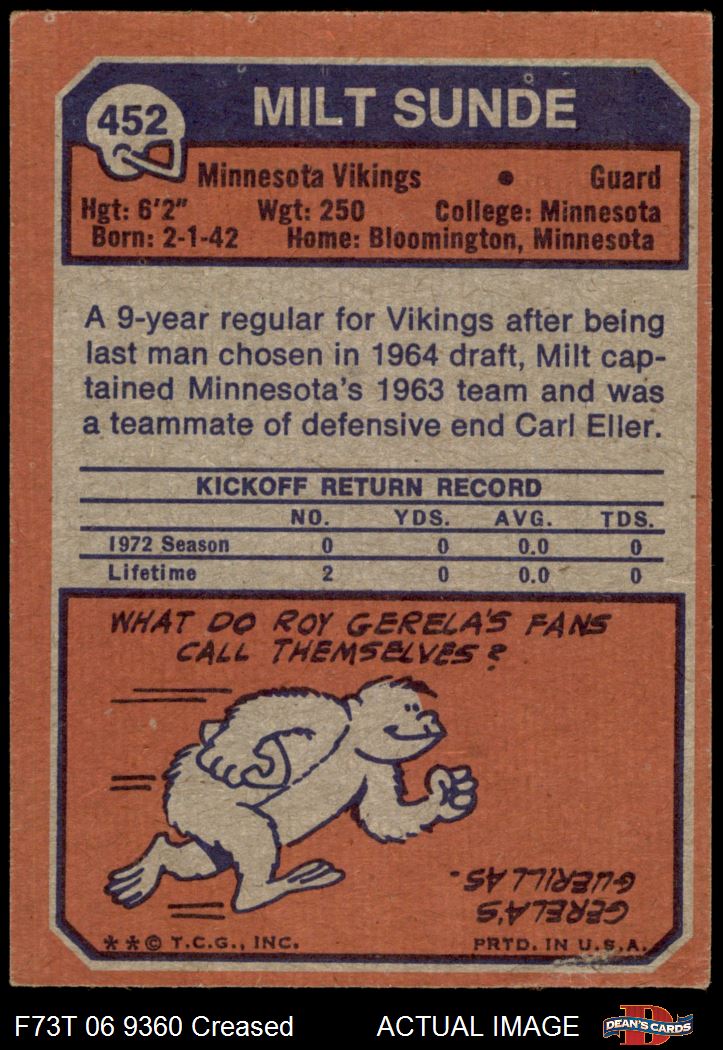 452
MILT SUNDE
Minnesota Vikings • Guard
Hgt: 6'2" Wgt: 250 College: Minnesota
Born: 2-1-42 Home: Bloomington, Minnesota
A 9-year regular for Vikings after being
last man chosen in 1964 draft, Milt cap-
tained Minnesota's 1963 team and was
a teammate of defensive end Carl Eller.
KICKOFF RETURN RECORD
NO. YDS. AVG. TDS.
1972 Season 0 0 0.0 0
Lifetime 2 0 0.0 0
WHAT DO ROY GERELA'S FANS
CALL THEMSELVES?
GERELA'S
GUERILLAS.
**© T.C.G., INC. PRTD. IN U.S.A.
F73T 06 9360 Creased ACTUAL IMAGE
D
DEAN'S CARDS